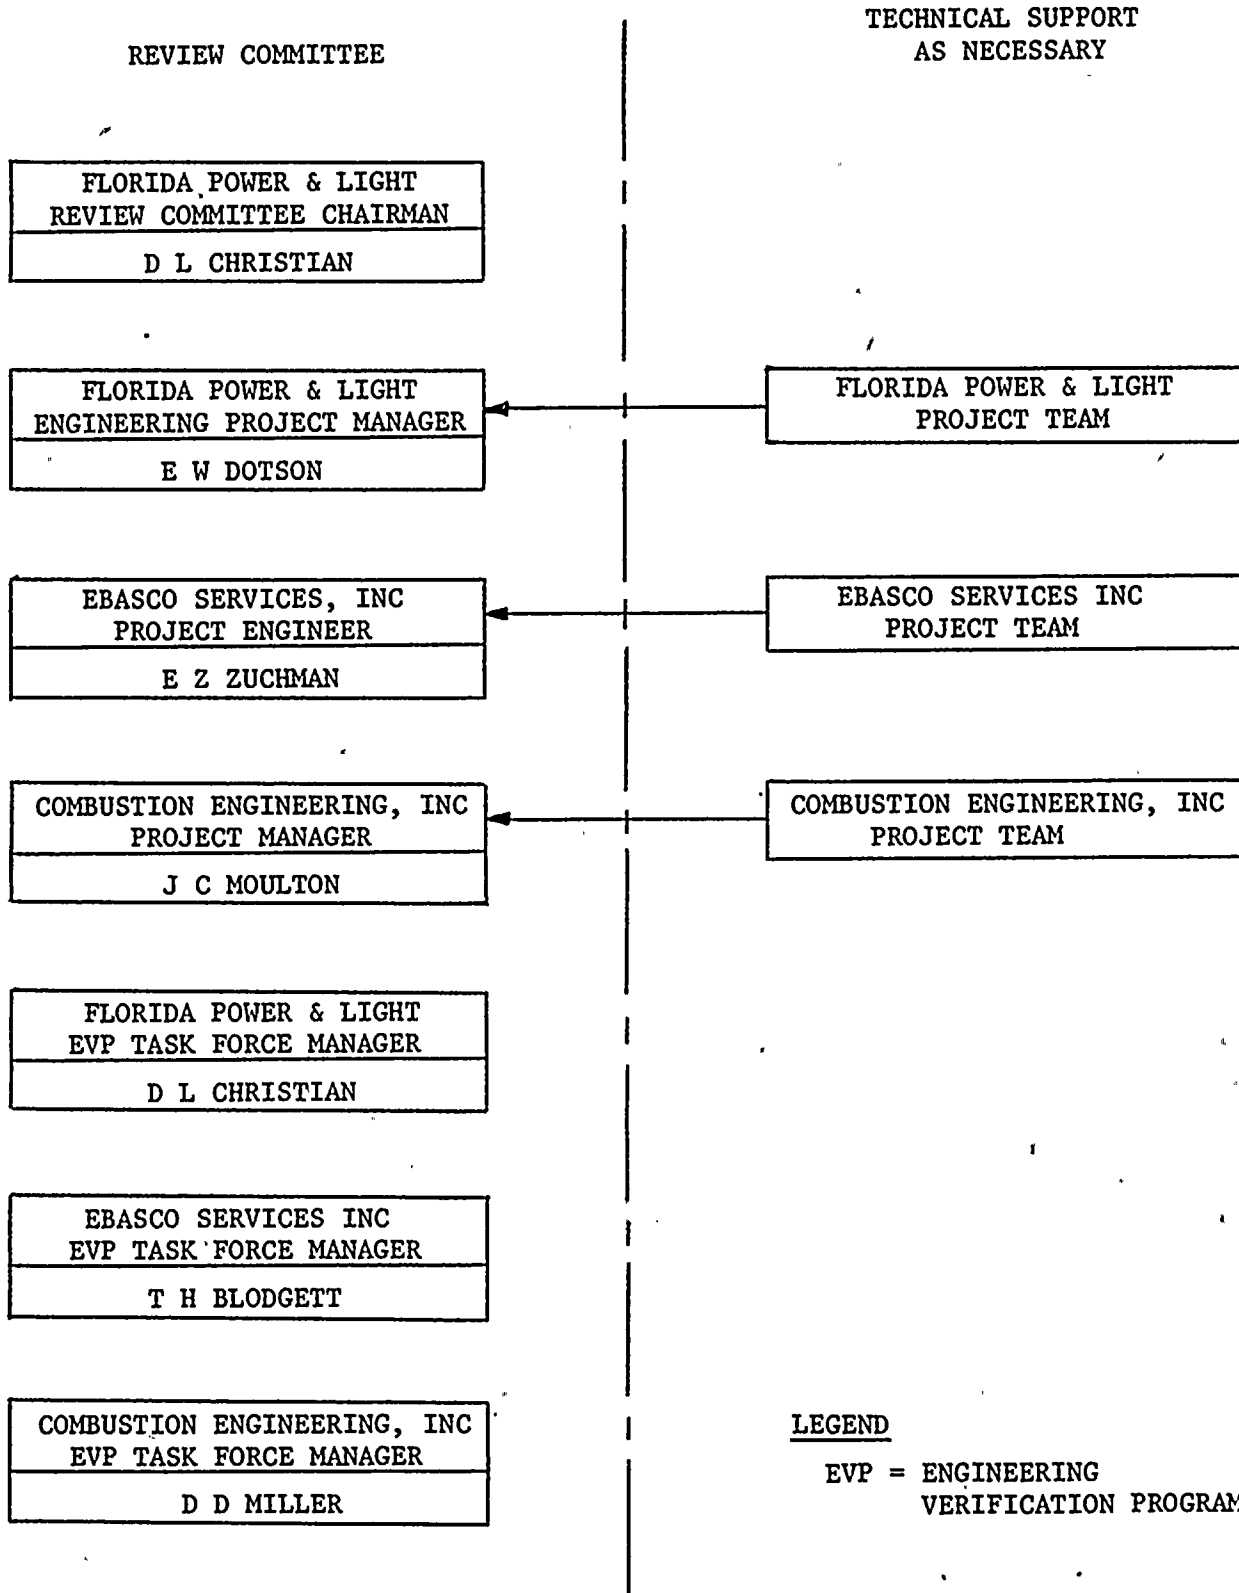 REVIEW COMMITTEE
TECHNICAL SUPPORT
AS NECESSARY
FLORIDA POWER & LIGHT
REVIEW COMMITTEE CHAIRMAN
D L CHRISTIAN
FLORIDA POWER & LIGHT
ENGINEERING PROJECT MANAGER
E W DOTSON
FLORIDA POWER & LIGHT
PROJECT TEAM
EBASCO SERVICES, INC
PROJECT ENGINEER
E Z ZUCHMAN
EBASCO SERVICES INC
PROJECT TEAM
COMBUSTION ENGINEERING, INC
PROJECT MANAGER
J C MOULTON
COMBUSTION ENGINEERING, INC
PROJECT TEAM
FLORIDA POWER & LIGHT
EVP TASK FORCE MANAGER
D L CHRISTIAN
EBASCO SERVICES INC
EVP TASK FORCE MANAGER
T H BLODGETT
COMBUSTION ENGINEERING, INC
EVP TASK FORCE MANAGER
D D MILLER
LEGEND
EVP = ENGINEERING
VERIFICATION PROGRAM